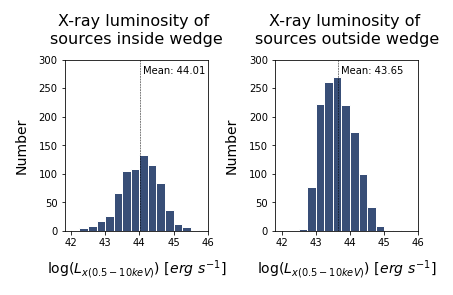 X-ray luminosity of
sources inside wedge
300
250
200
150
100
50
0
Number
Mean: 44.01
42 43 44 45 46
log(L_{x(0.5−10keV)}) [erg s^{−1}]
X-ray luminosity of
sources outside wedge
300
250
200
150
100
50
0
Number
Mean: 43.65
42 43 44 45 46
log(L_{x(0.5−10keV)}) [erg s^{−1}]